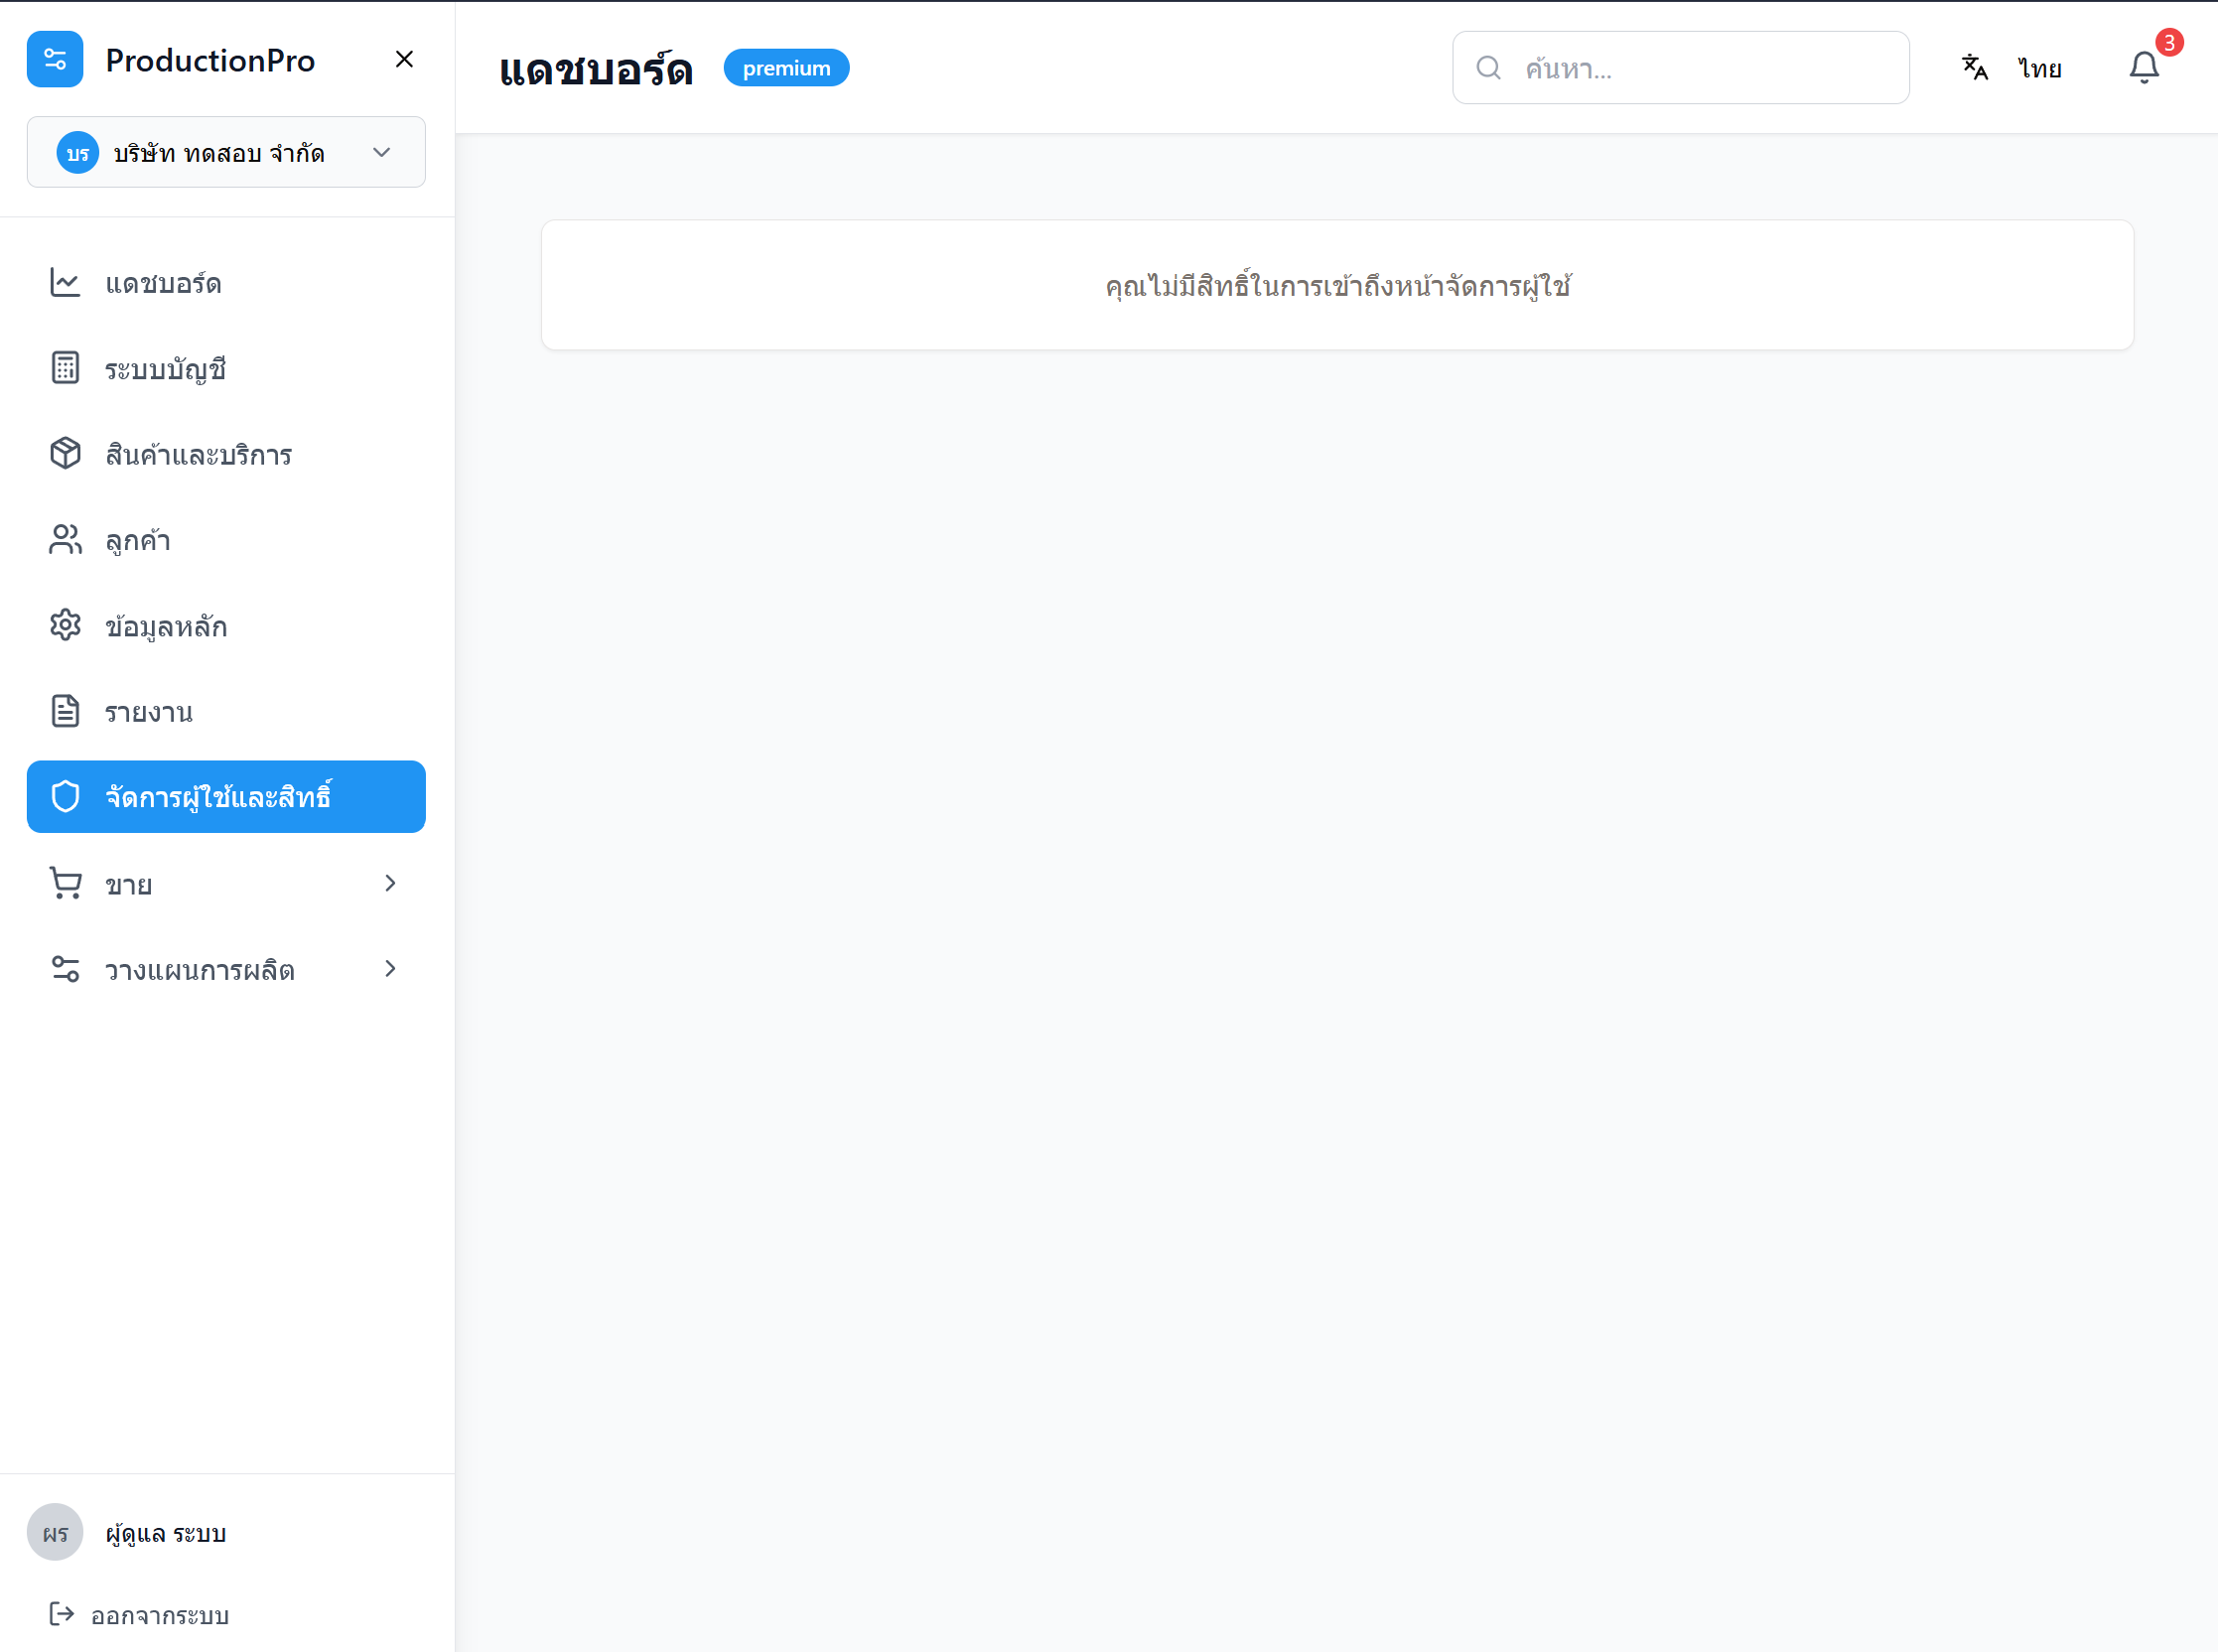 ProductionPro
บร บริษัท ทดสอบ จำกัด
แดชบอร์ด
ระบบบัญชี
สินค้าและบริการ
ลูกค้า
ข้อมูลหลัก
รายงาน
จัดการผู้ใช้และสิทธิ์
ขาย
วางแผนการผลิต
ผร ผู้ดูแล ระบบ
ออกจากระบบ
แดชบอร์ด premium
ค้นหา...
ไทย
3
คุณไม่มีสิทธิ์ในการเข้าถึงหน้าจัดการผู้ใช้